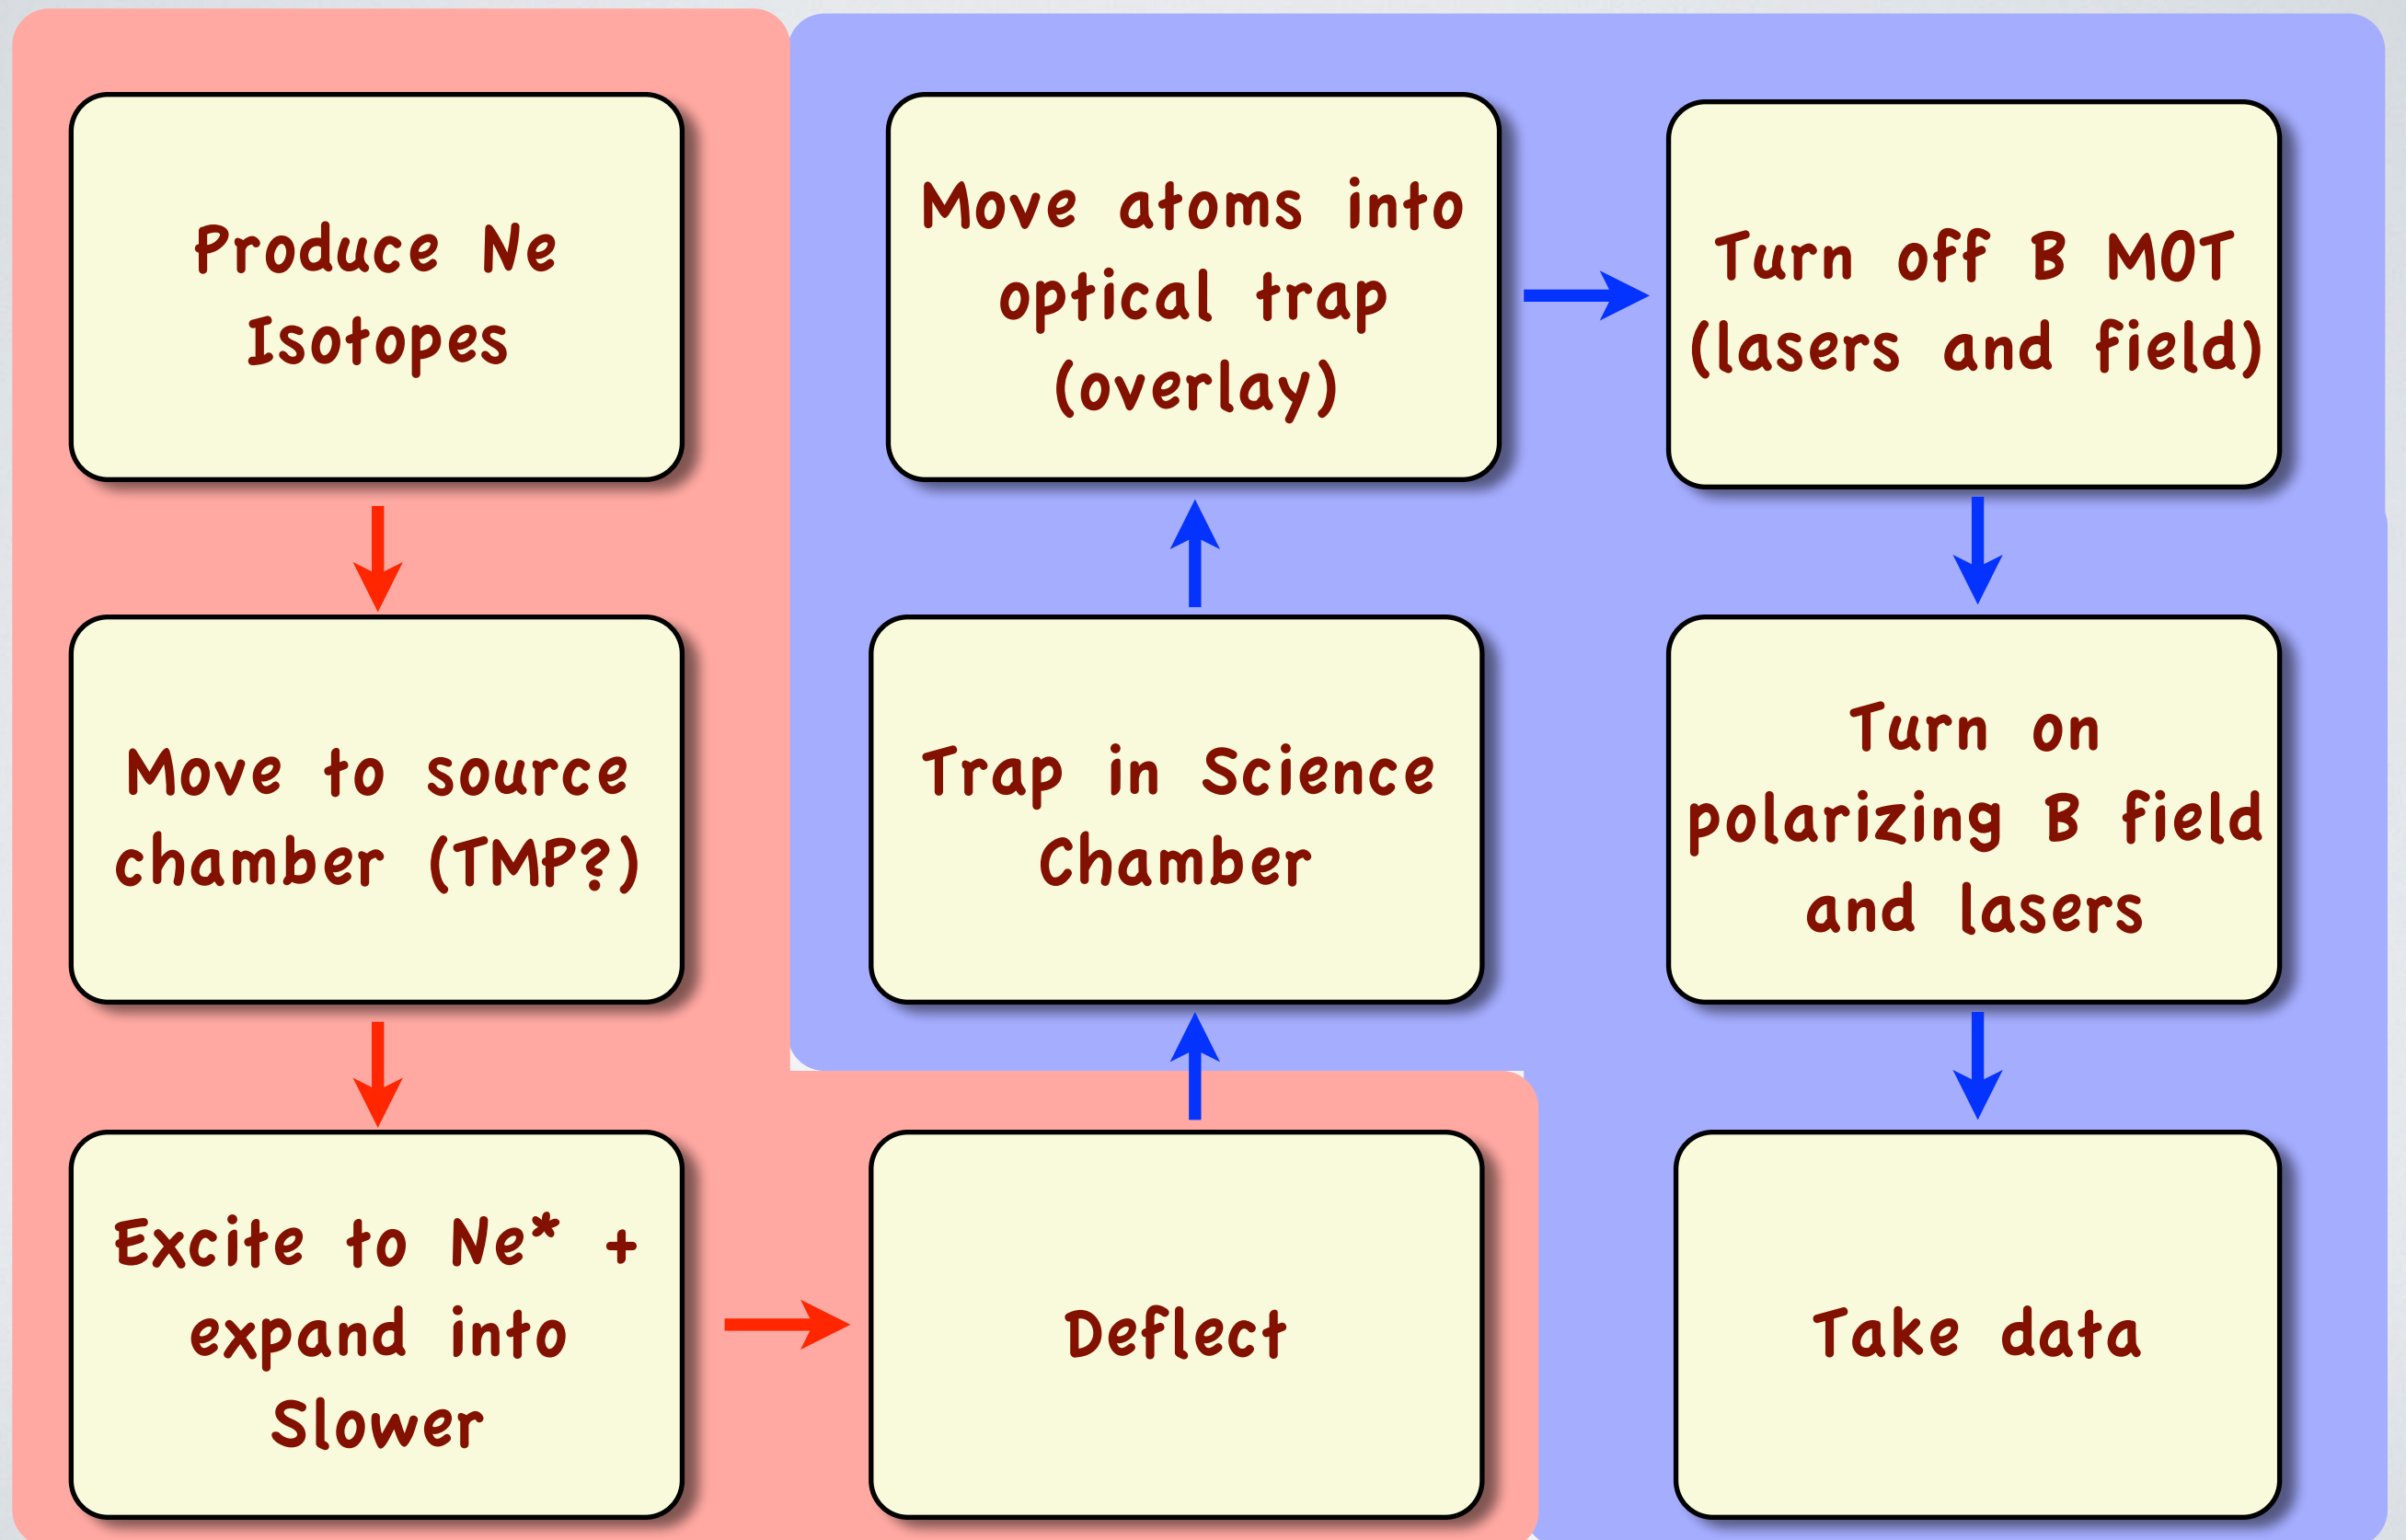 Produce Ne
Isotopes
Move to source
chamber (TMP?)
Excite to Ne* +
expand into
Slower
Deflect
Trap in Science
Chamber
Move atoms into
optical trap
(overlay)
Turn off B MOT
(lasers and field)
Turn on
polarizing B field
and lasers
Take data